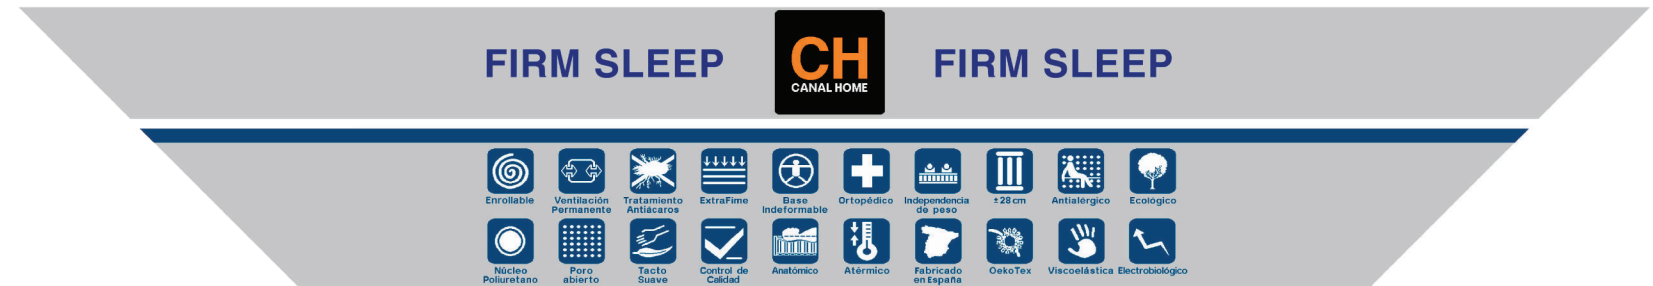 FIRM SLEEP
CH
CANAL HOME
FIRM SLEEP
Enrollable
Ventilación
Permanente
Tratamiento
Antiácaros
ExtraFime
Base
Indeformable
Ortopédico
Independencia
de peso
±28cm
Antialérgico
Ecológico
Núcleo
Poliuretano
Poro
abierto
Tacto
Suave
Control de
Calidad
Anatómico
Atérmico
Fabricado
en España
OekoTex
Viscoelástica
Electrobiológico